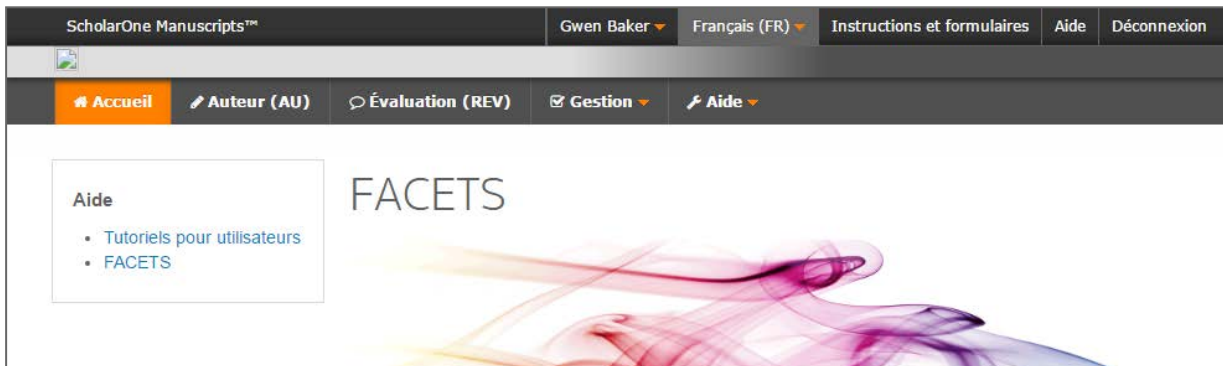 ScholarOne Manuscripts™ Gwen Baker Français (FR) Instructions et formulaires Aide Déconnexion
Accueil Auteur (AU) Évaluation (REV) Gestion Aide
Aide
Tutoriels pour utilisateurs
FACETS
FACETS